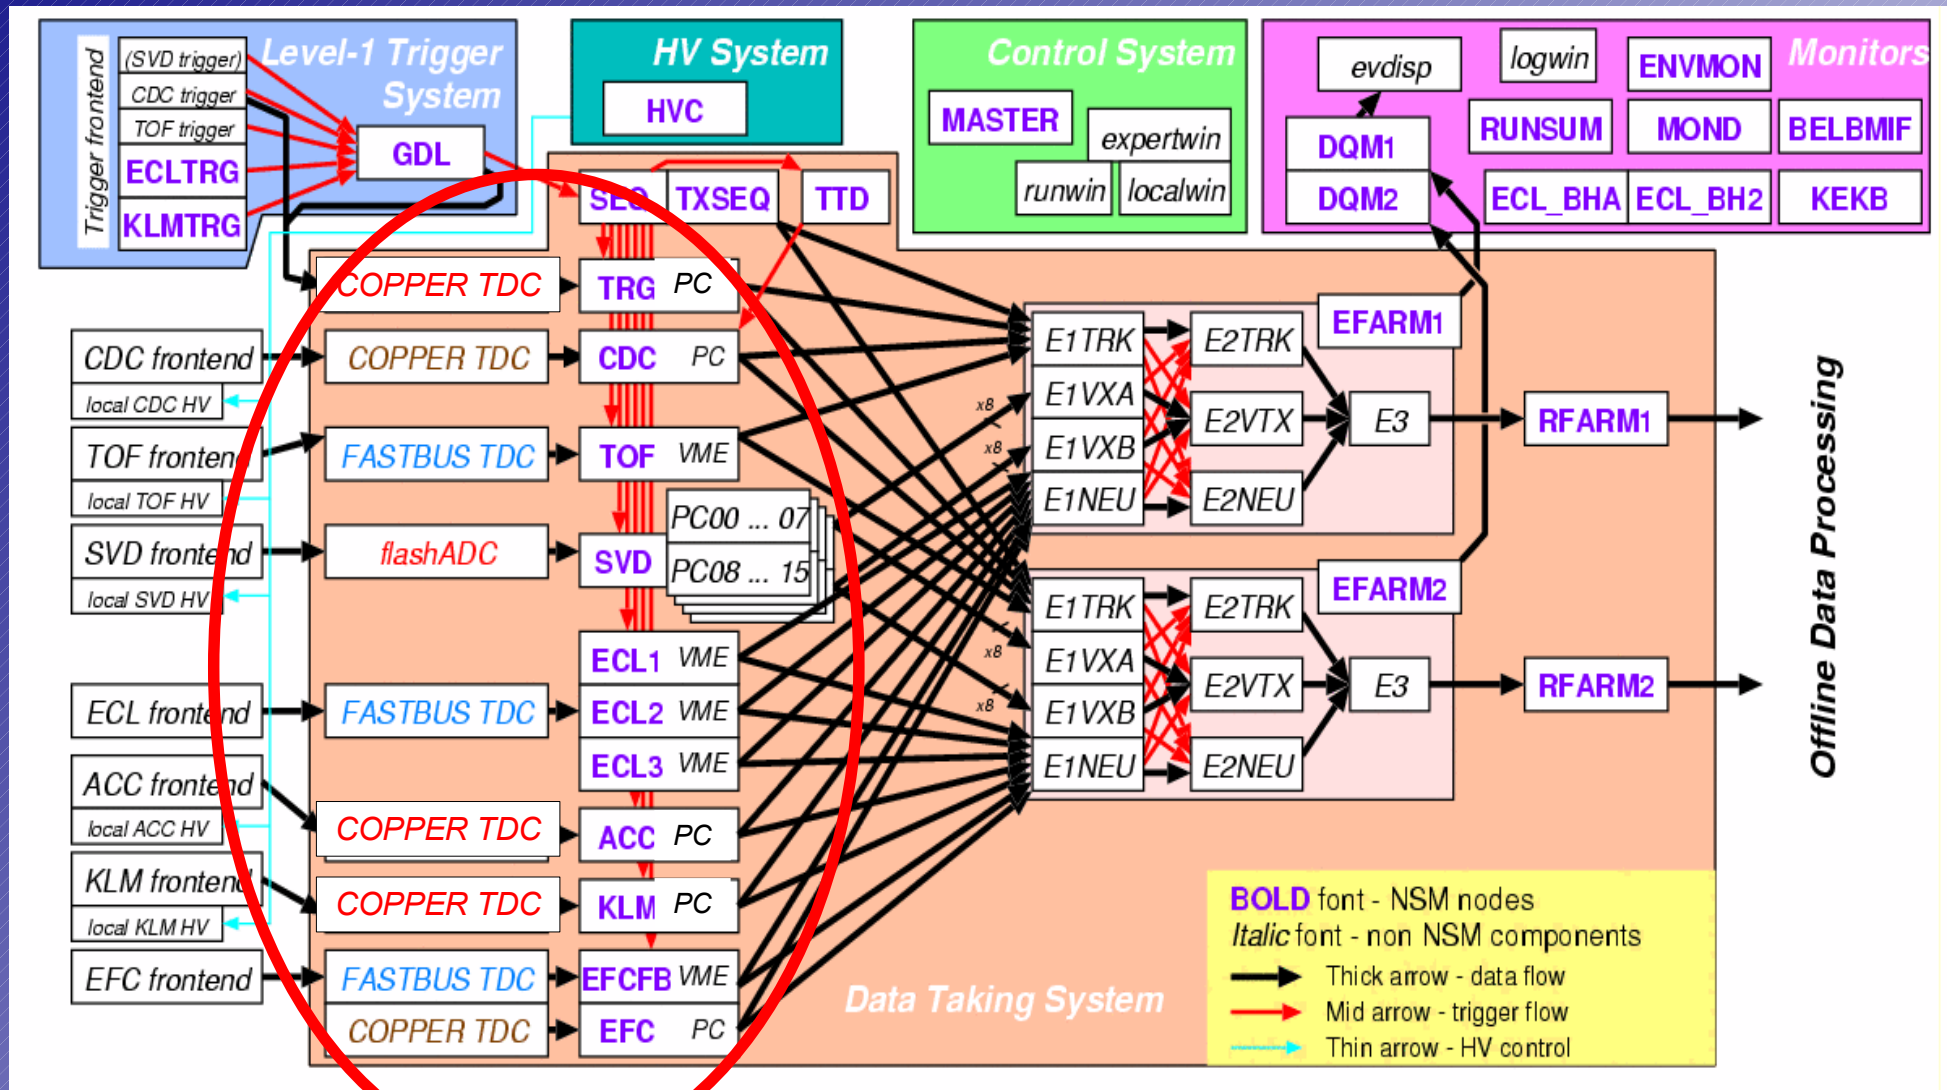 Level-1 Trigger
System
Trigger frontend
(SVD trigger)
CDC trigger
TOF trigger
ECLTRG
KLMTRG
GDL
HV System
HVC
Control System
MASTER
expertwin
runwin
localwin
Monitors
evdisp
logwin
ENVMON
DQM1
DQM2
RUNSUM
MOND
BELBMIF
ECL_BHA
ECL_BH2
KEKB
SEQ
TXSEQ
TTD
COPPER TDC
TRG PC
CDC frontend
local CDC HV
COPPER TDC
CDC PC
TOF frontend
local TOF HV
FASTBUS TDC
TOF VME
SVD frontend
local SVD HV
flashADC
SVD
PC00 ... 07
PC08 ... 15
ECL1 VME
ECL frontend
FASTBUS TDC
ECL2 VME
ECL3 VME
ACC frontend
local ACC HV
COPPER TDC
ACC PC
KLM frontend
local KLM HV
COPPER TDC
KLM PC
EFC frontend
FASTBUS TDC
EFCFB VME
COPPER TDC
EFC PC
EFARM1
E1TRK
E1VXA
E1VXB
E1NEU
x8
x8
E2TRK
E2VTX
E2NEU
E3
RFARM1
EFARM2
E1TRK
E1VXA
E1VXB
E1NEU
x8
x8
E2TRK
E2VTX
E2NEU
E3
RFARM2
Offline Data Processing
Data Taking System
BOLD font - NSM nodes
Italic font - non NSM components
Thick arrow - data flow
Mid arrow - trigger flow
Thin arrow - HV control